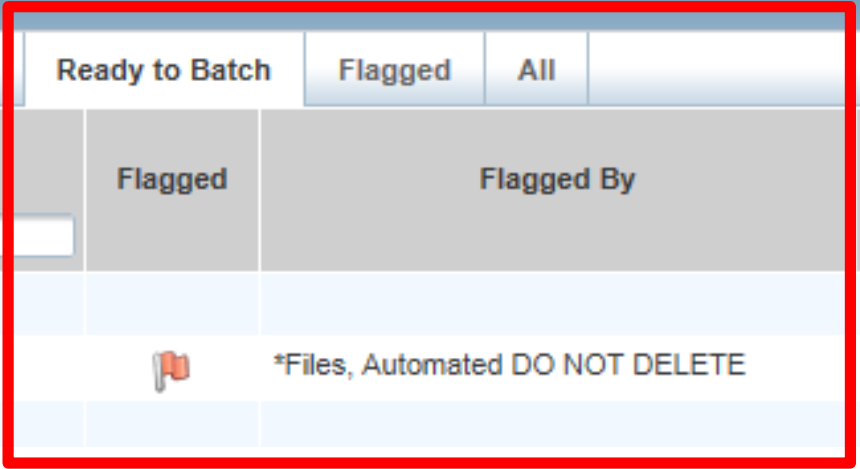 Ready to Batch Flagged All
Flagged Flagged By
*Files, Automated DO NOT DELETE